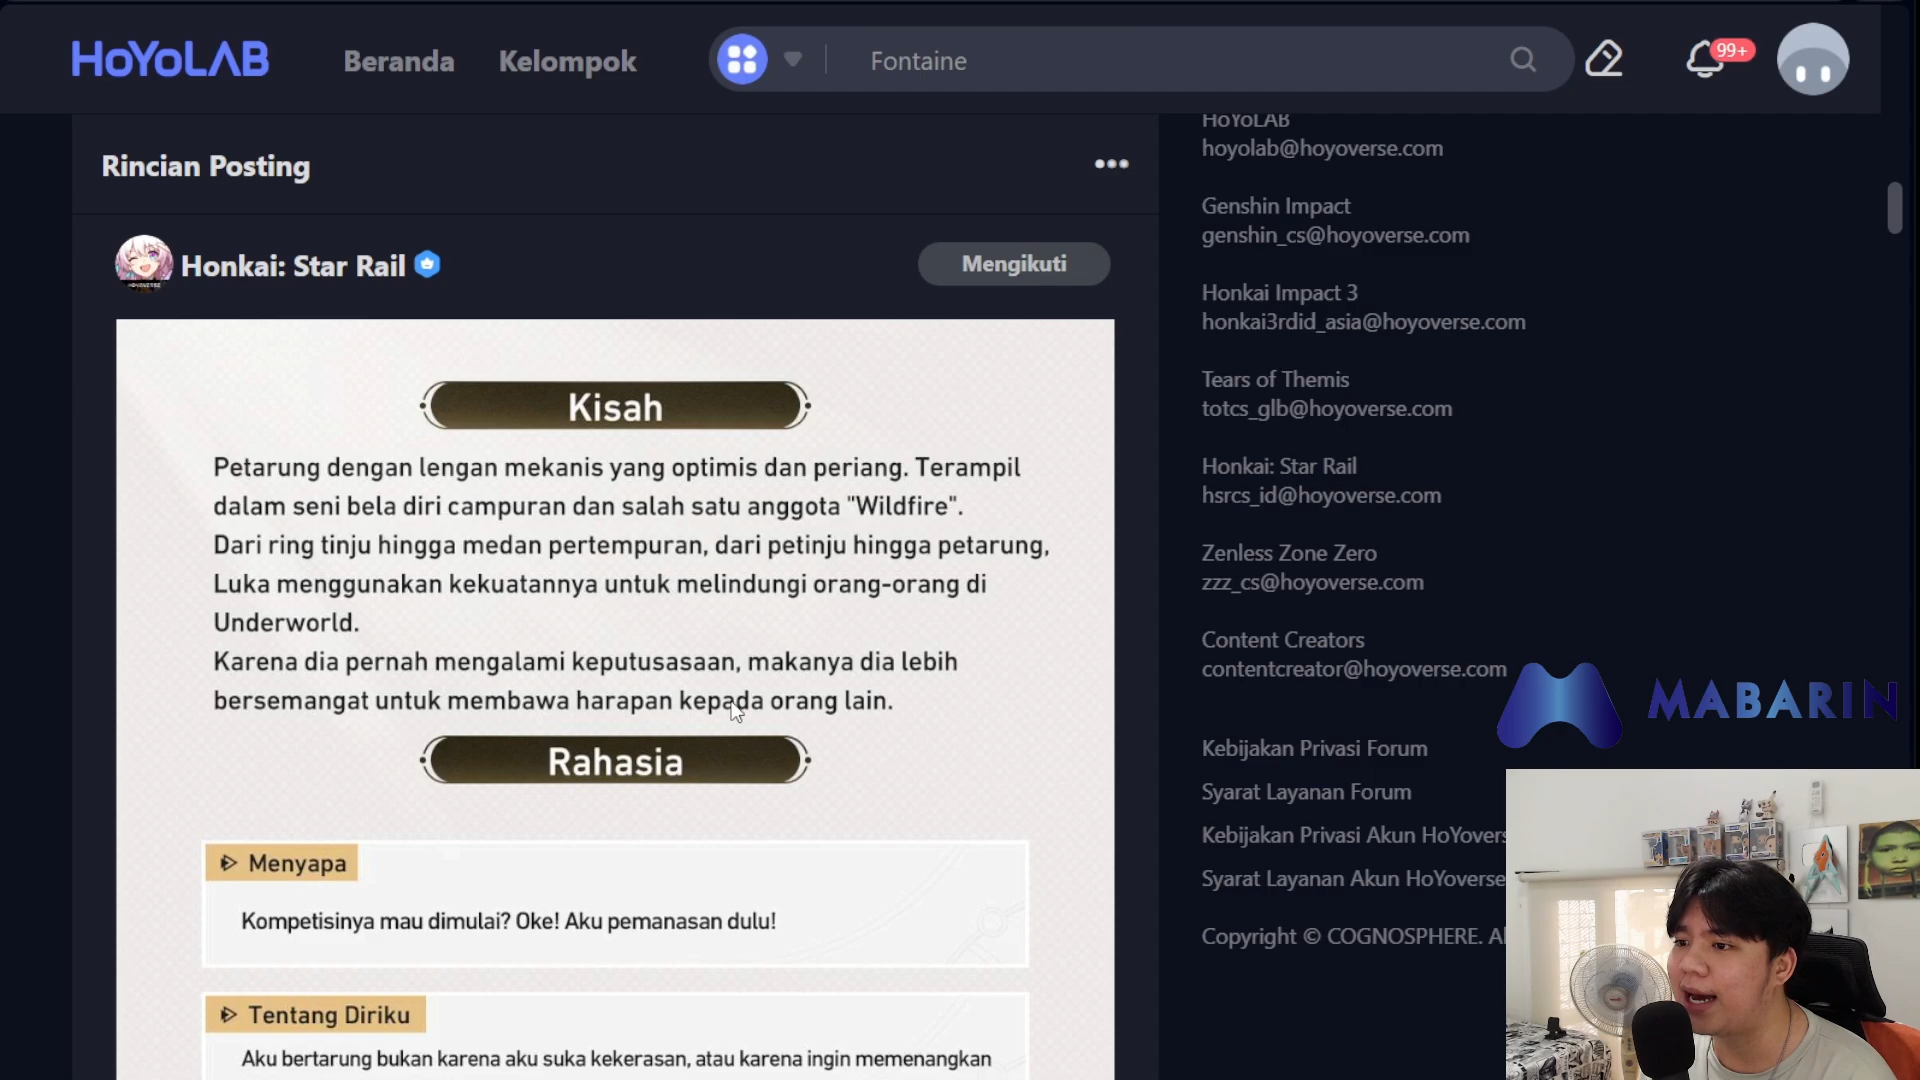 HoYoLAB
Beranda
Kelompok
Fontaine
99+
Rincian Posting
Honkai: Star Rail
Mengikuti
Kisah
Petarung dengan lengan mekanis yang optimis dan periang. Terampil
dalam seni bela diri campuran dan salah satu anggota "Wildfire".
Dari ring tinju hingga medan pertempuran, dari petinju hingga petarung,
Luka menggunakan kekuatannya untuk melindungi orang-orang di
Underworld.
Karena dia pernah mengalami keputusasaan, makanya dia lebih
bersemangat untuk membawa harapan kepada orang lain.
Rahasia
Menyapa
Kompetisinya mau dimulai? Oke! Aku pemanasan dulu!
Tentang Diriku
Aku bertarung bukan karena aku suka kekerasan, atau karena ingin memenangkan
HoYoLAB
hoyolab@hoyoverse.com
Genshin Impact
genshin_cs@hoyoverse.com
Honkai Impact 3
honkai3rdid_asia@hoyoverse.com
Tears of Themis
totcs_glb@hoyoverse.com
Honkai: Star Rail
hsrcs_id@hoyoverse.com
Zenless Zone Zero
zzz_cs@hoyoverse.com
Content Creators
contentcreator@hoyoverse.com
Kebijakan Privasi Forum
Syarat Layanan Forum
Kebijakan Privasi Akun HoYovers
Syarat Layanan Akun HoYoverse
Copyright © COGNOSPHERE. Al
MABARIN